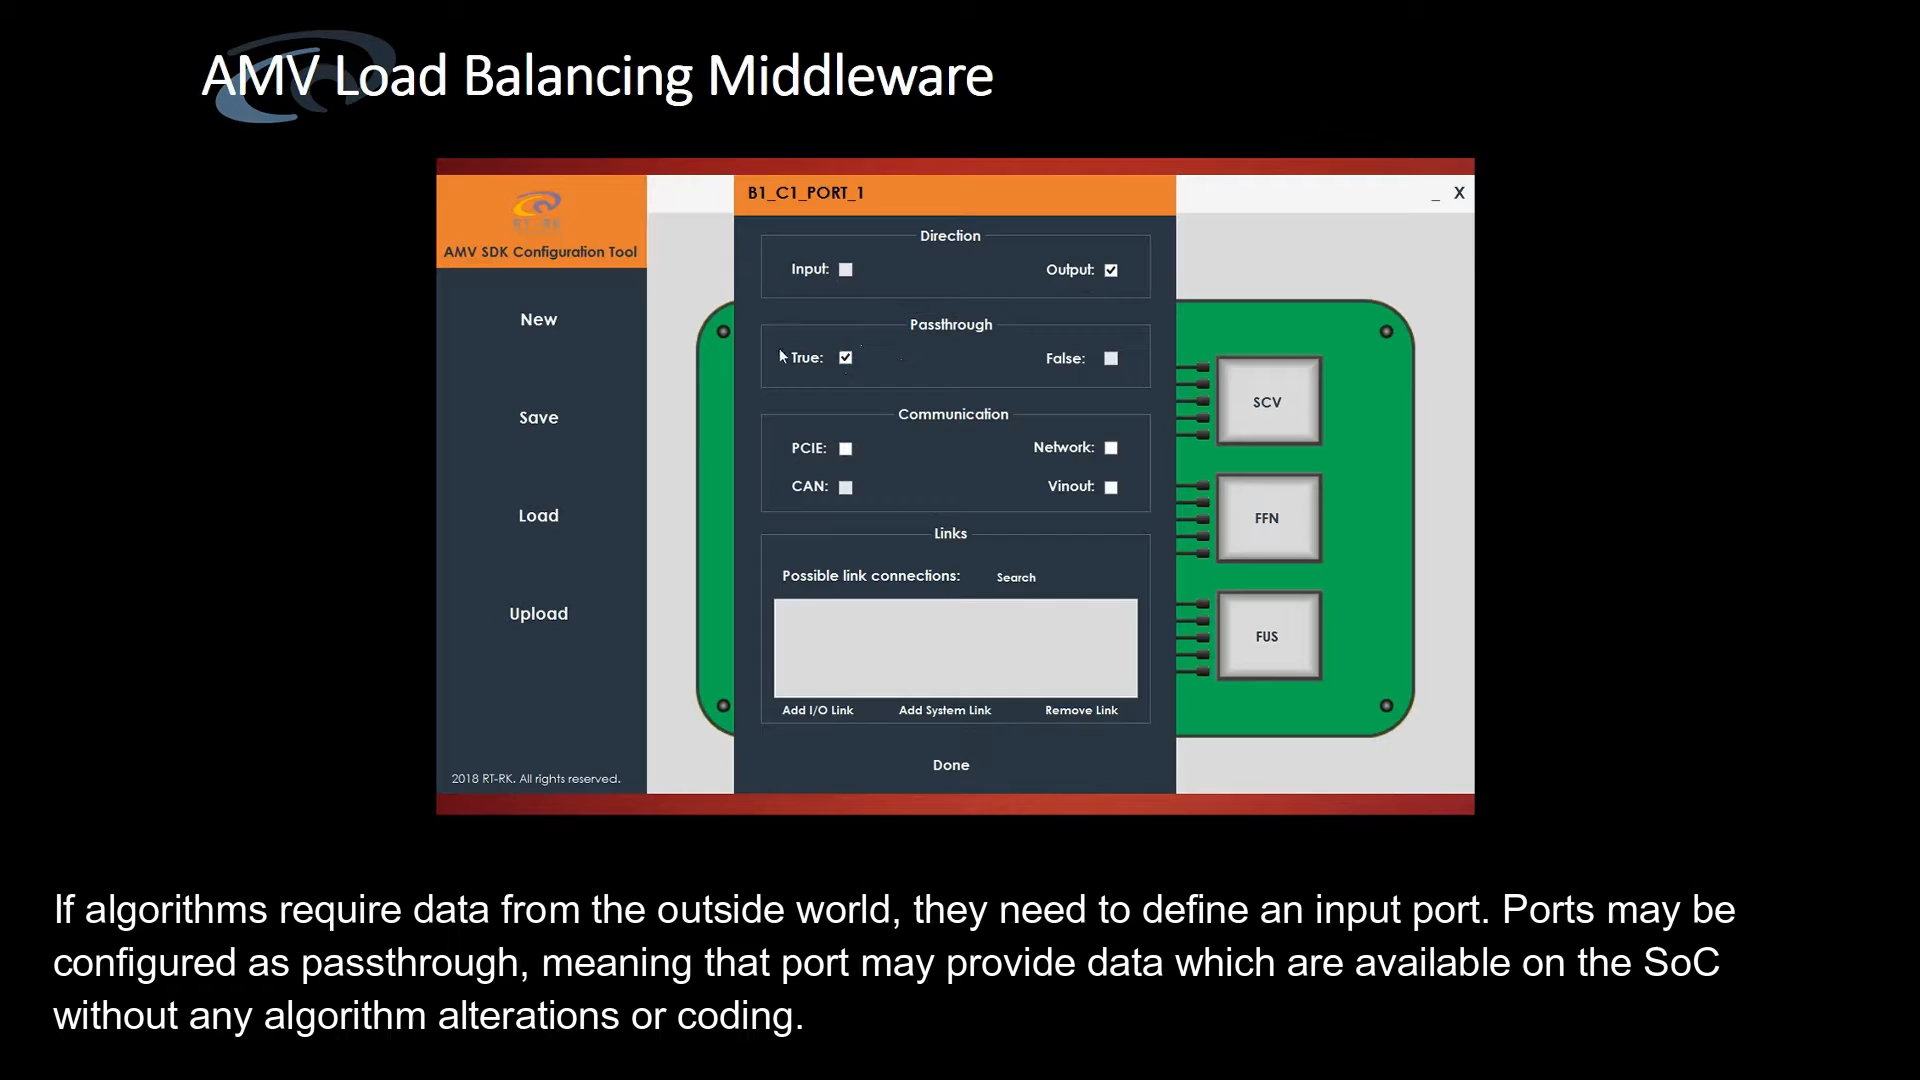 AMV Load Balancing Middleware
B1_C1_PORT_1
_ X
RT-RK
AMV SDK Configuration Tool
New
Save
Load
Upload
2018 RT-RK. All rights reserved.
Direction
Input: Output:
Passthrough
True: False:
Communication
PCIE: Network:
CAN: Vinout:
Links
Possible link connections: Search
Add I/O Link Add System Link Remove Link
Done
SCV
FFN
FUS
If algorithms require data from the outside world, they need to define an input port. Ports may be
configured as passthrough, meaning that port may provide data which are available on the SoC
without any algorithm alterations or coding.